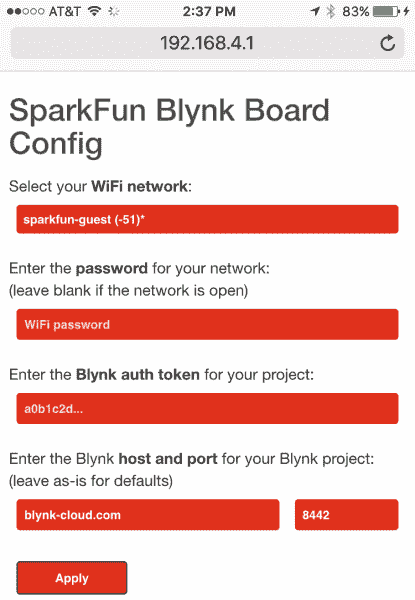 AT&T 2:37 PM 83%
192.168.4.1
SparkFun Blynk Board
Config
Select your WiFi network:
sparkfun-guest (-51)*
Enter the password for your network:
(leave blank if the network is open)
WiFi password
Enter the Blynk auth token for your project:
a0b1c2d...
Enter the Blynk host and port for your Blynk project:
(leave as-is for defaults)
blynk-cloud.com 8442
Apply